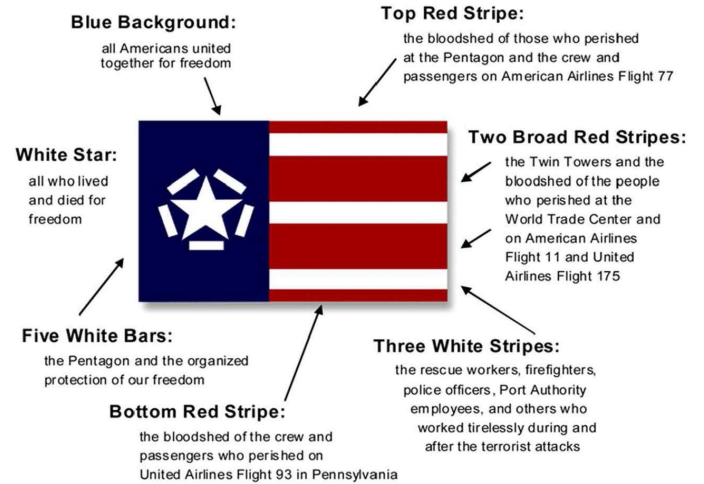 Blue Background:
all Americans united
together for freedom
Top Red Stripe:
the bloodshed of those who perished
at the Pentagon and the crew and
passengers on American Airlines Flight 77
White Star:
all who lived
and died for
freedom
Two Broad Red Stripes:
the Twin Towers and the
bloodshed of the people
who perished at the
World Trade Center and
on American Airlines
Flight 11 and United
Airlines Flight 175
Five White Bars:
the Pentagon and the organized
protection of our freedom
Three White Stripes:
the rescue workers, firefighters,
police officers, Port Authority
employees, and others who
worked tirelessly during and
after the terrorist attacks
Bottom Red Stripe:
the bloodshed of the crew and
passengers who perished on
United Airlines Flight 93 in Pennsylvania